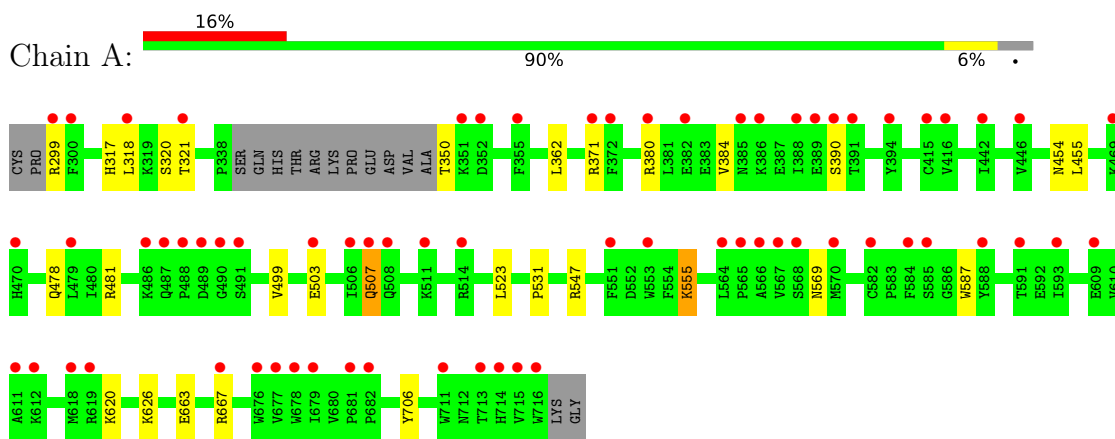 16%
Chain A:
90% 6% •
CYS PRO R299 F300 H317 L318 K319 S320 T321 P338 SER GLN HIS THR ARG LYS PRO GLU ASP VAL ALA T350 K351 D352 F355 L362 R371 F372 R380 L381 E382 E383 V384 N385 K386 E387 I388 E389 S390 T391 Y394 C415 V416 I442 V446 N454 L455 K469
H470 Q478 L479 I480 R481 K486 Q487 P488 D489 G490 S491 V499 E503 I506 Q507 Q508 K511 R514 L523 P531 R547 F551 D552 W553 F554 K555 L564 P565 A566 V567 S568 N569 M570 C582 P583 F584 S585 G586 W587 Y588 T591 E592 I593 E609 V610
A611 K612 M618 R619 K620 K626 E663 R667 W676 V677 W678 I679 V680 P681 P682 Y706 W711 N712 T713 H714 V715 W716 LYS GLY